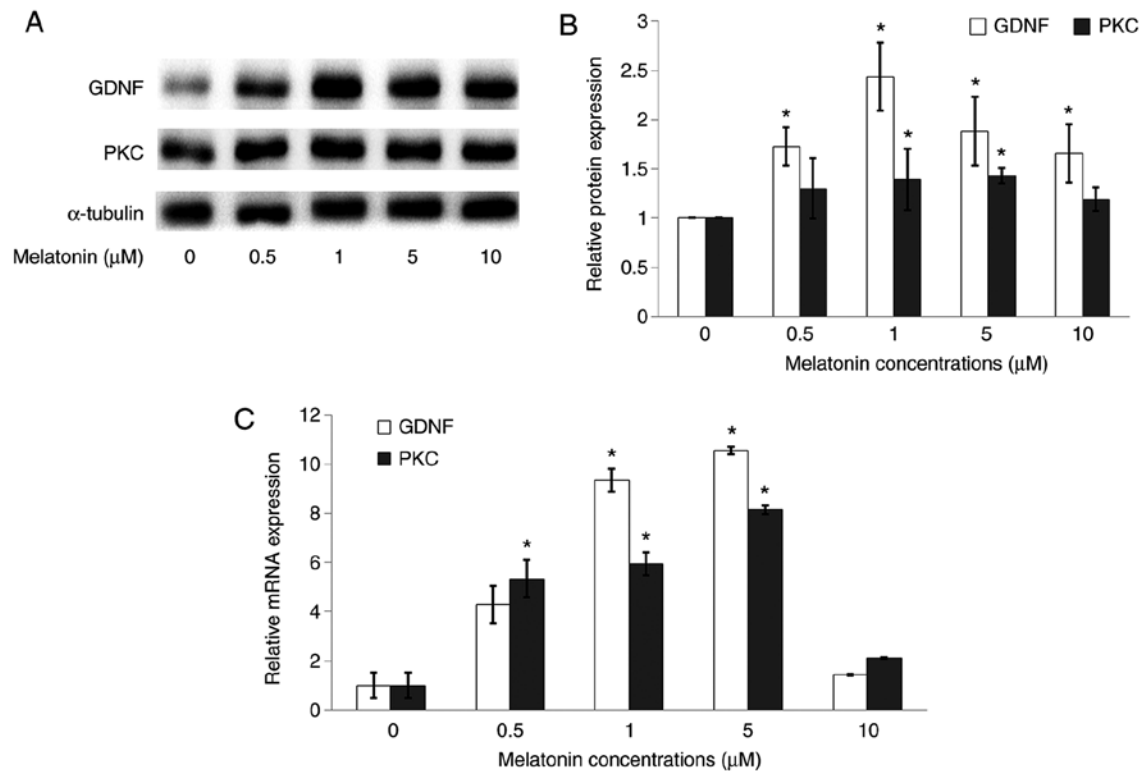 A
GDNF
PKC
α-tubulin
Melatonin (μM) 0 0.5 1 5 10
B
GDNF PKC
Relative protein expression
3
2.5
2
1.5
1
0.5
0
* * * * * *
0 0.5 1 5 10
Melatonin concentrations (μM)
C
GDNF
PKC
Relative mRNA expression
12
10
8
6
4
2
0
* * * * *
0 0.5 1 5 10
Melatonin concentrations (μM)